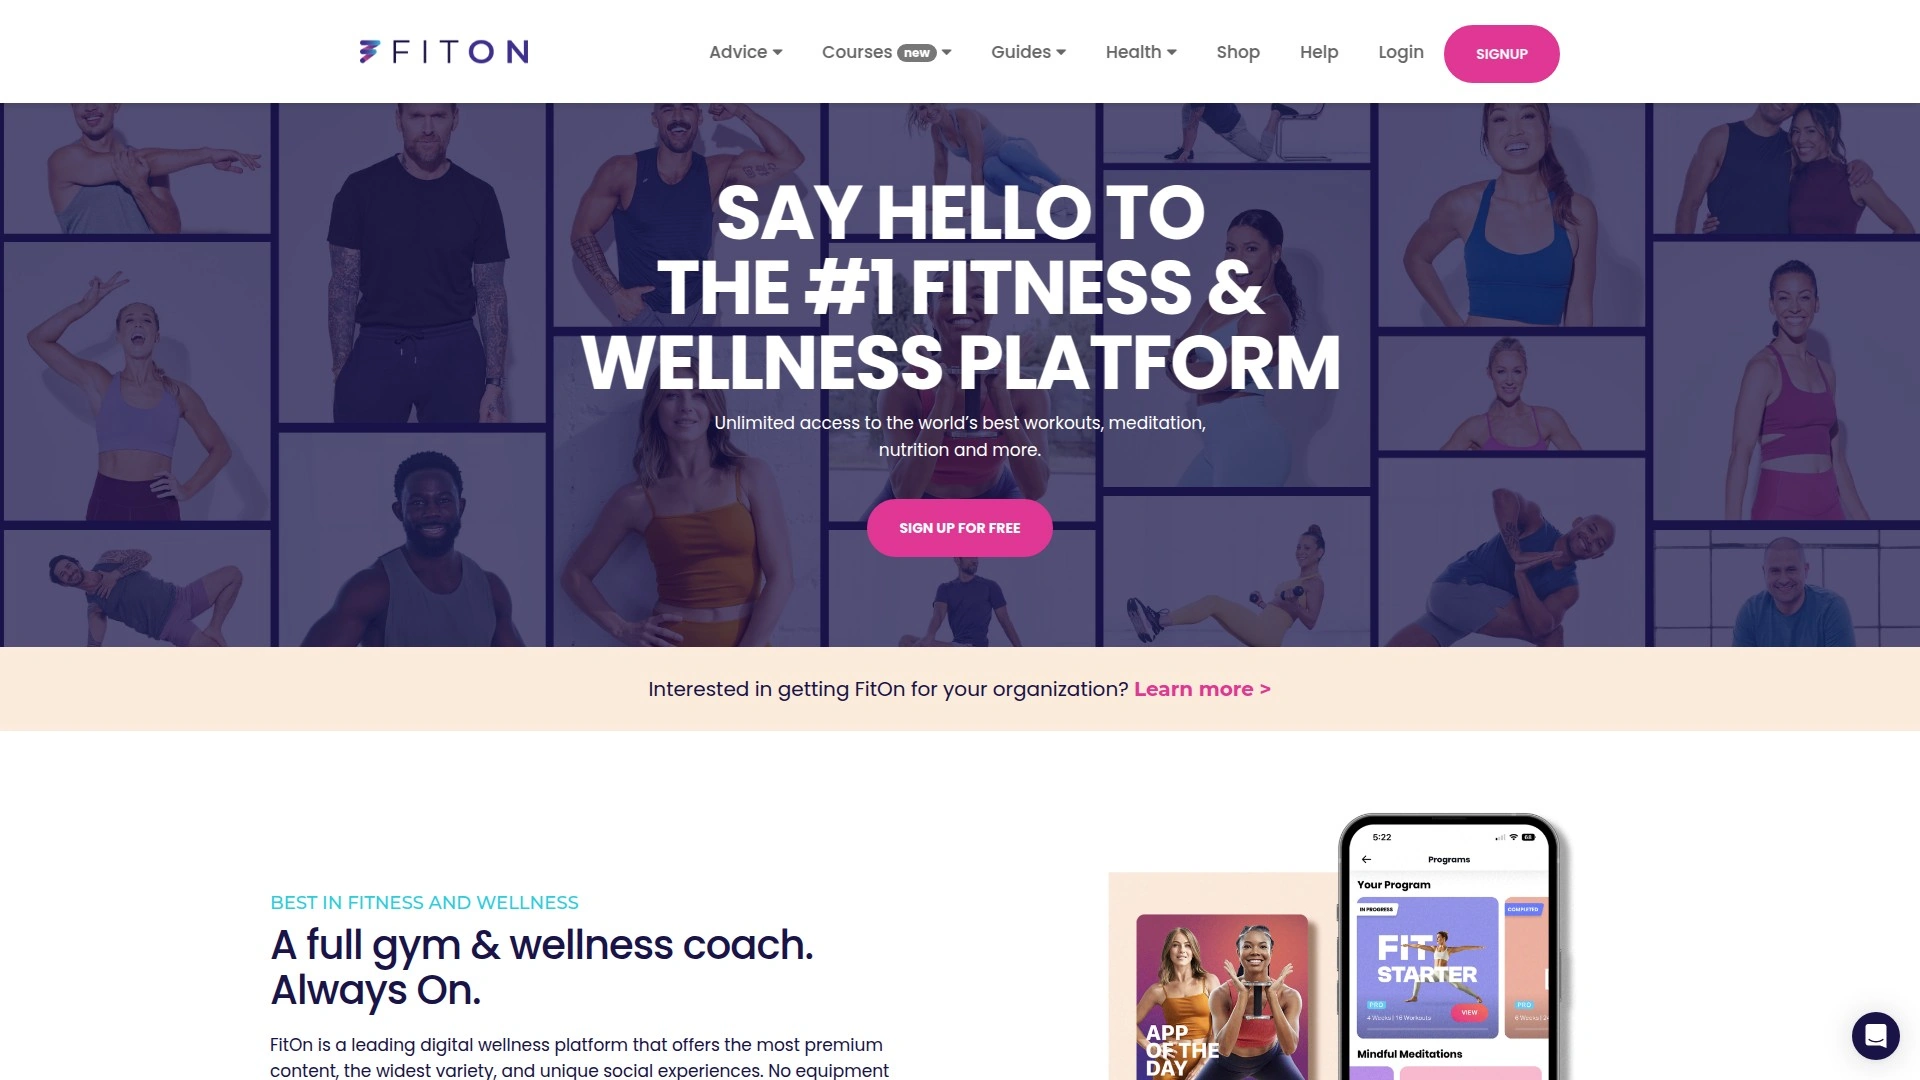 FITON
Advice
Courses new
Guides
Health
Shop
Help
Login
SIGNUP
SAY HELLO TO
THE #1 FITNESS &
WELLNESS PLATFORM
Unlimited access to the world’s best workouts, meditation,
nutrition and more.
SIGN UP FOR FREE
Interested in getting FitOn for your organization? Learn more >
BEST IN FITNESS AND WELLNESS
A full gym & wellness coach.
Always On.
FitOn is a leading digital wellness platform that offers the most premium
content, the widest variety, and unique social experiences. No equipment
APP
OF THE
DAY
5:22
68
Programs
Your Program
IN PROGRESS
COMPLETED
FIT
STARTER
PRO
4 Weeks | 16 Workouts
VIEW
PRO
Mindful Meditations